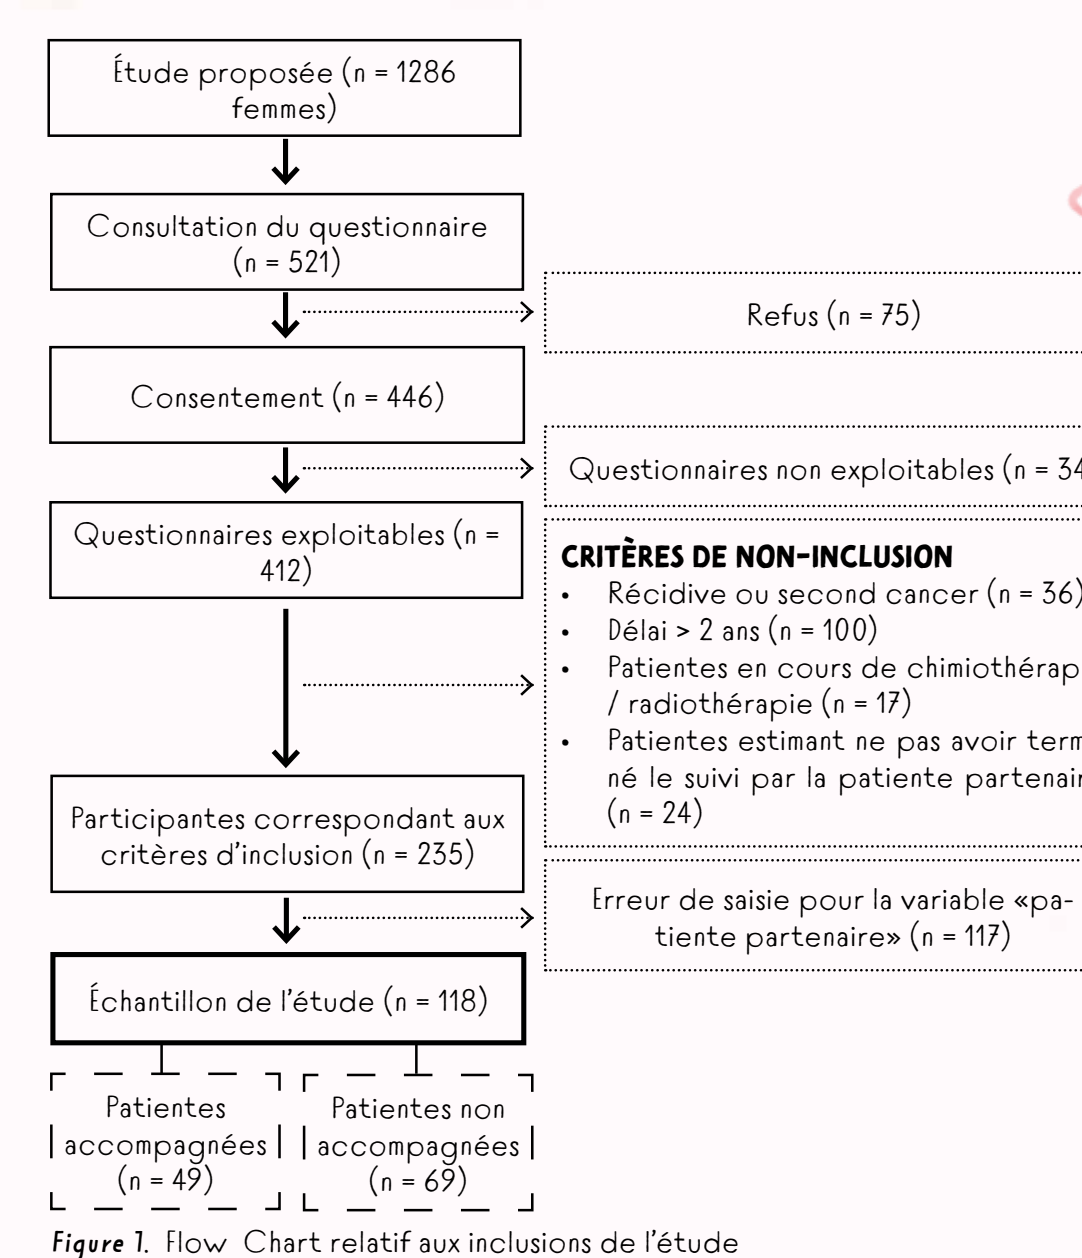 Étude proposée (n = 1286
femmes)
Consultation du questionnaire
(n = 521)
Refus (n = 75)
Consentement (n = 446)
Questionnaires non exploitables (n = 34
Questionnaires exploitables (n =
412)
CRITÈRES DE NON-INCLUSION
• Récidive ou second cancer (n = 36)
• Délai > 2 ans (n = 100)
• Patientes en cours de chimiothérap
/ radiothérapie (n = 17)
• Patientes estimant ne pas avoir term
né le suivi par la patiente partenair
(n = 24)
Participantes correspondant aux
critères d'inclusion (n = 235)
Erreur de saisie pour la variable «pa-
tiente partenaire» (n = 117)
Échantillon de l'étude (n = 118)
Patientes
accompagnées
(n = 49)
Patientes non
accompagnées
(n = 69)
Figure 1. Flow Chart relatif aux inclusions de l'étude